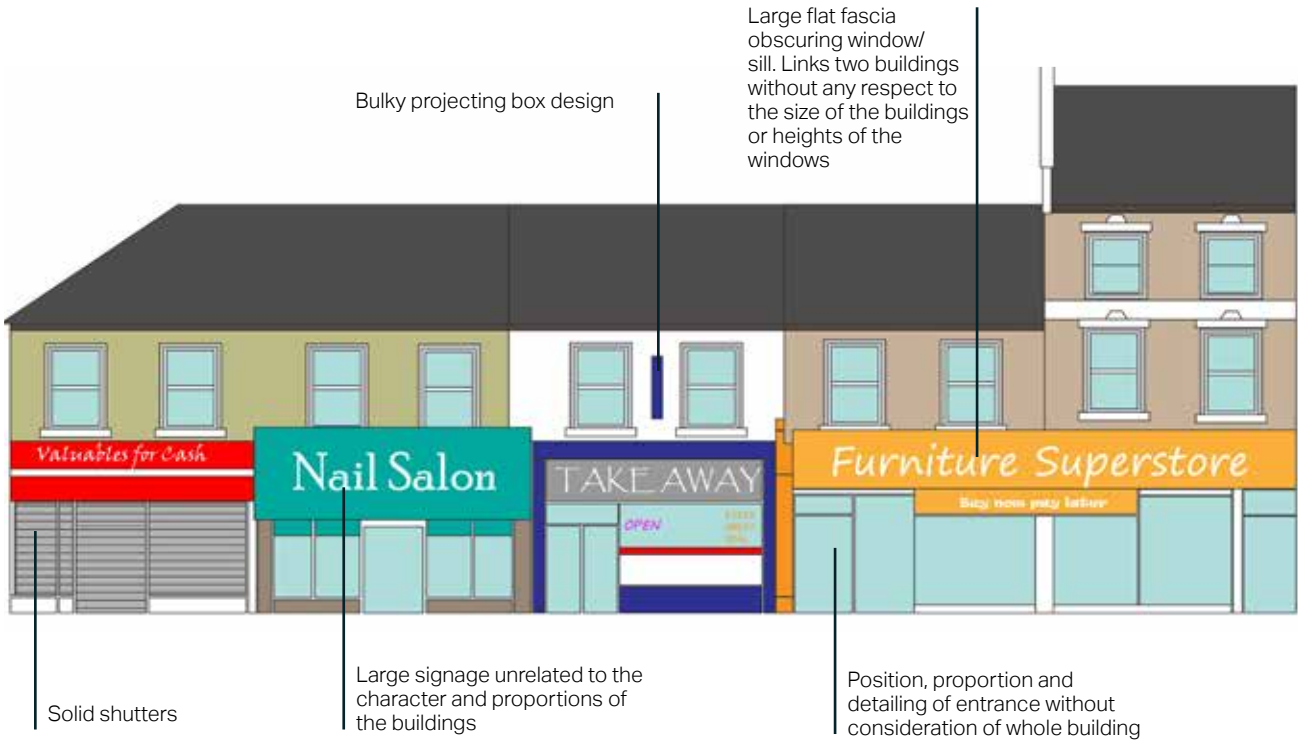 Large flat fascia
obscuring window/
sill. Links two buildings
without any respect to
the size of the buildings
or heights of the
windows
Bulky projecting box design
Valuables for Cash
Nail Salon
TAKE AWAY
OPEN
Furniture Superstore
Buy now pay later
Solid shutters
Large signage unrelated to the
character and proportions of
the buildings
Position, proportion and
detailing of entrance without
consideration of whole building